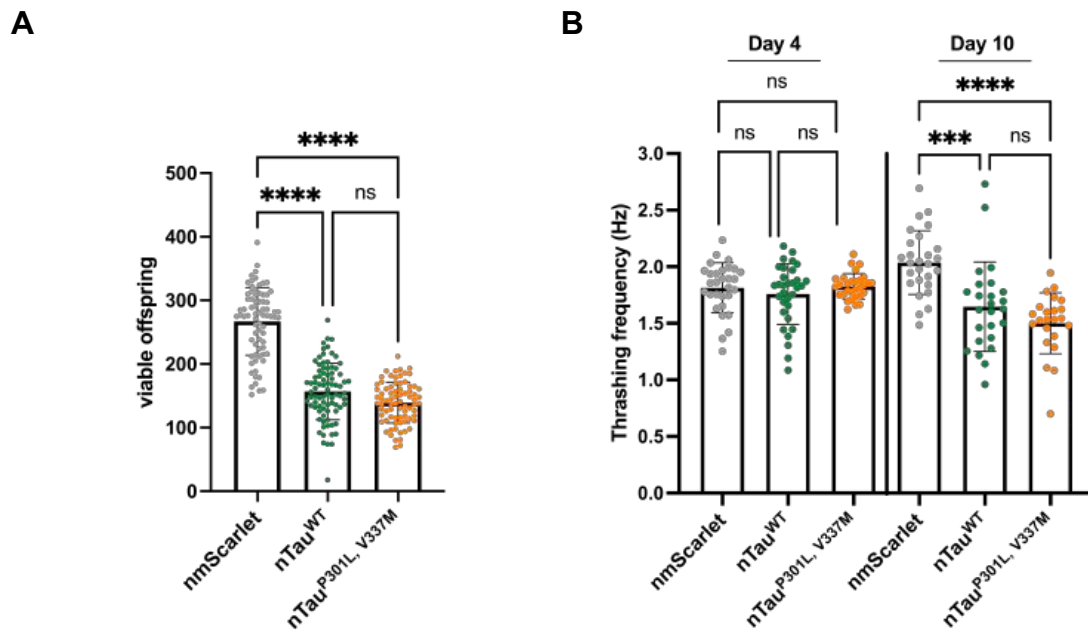 A
B
Day 4
Day 10
ns
****
****
ns
ns
***
ns
****
ns
viable offspring
500
400
300
200
100
0
nmScarlet
nTauWT
nTauP301L, V337M
Thrashing frequency (Hz)
3.0
2.5
2.0
1.5
1.0
0.5
0.0
nmScarlet
nTauWT
nTauP301L, V337M
nmScarlet
nTauWT
nTauP301L, V337M